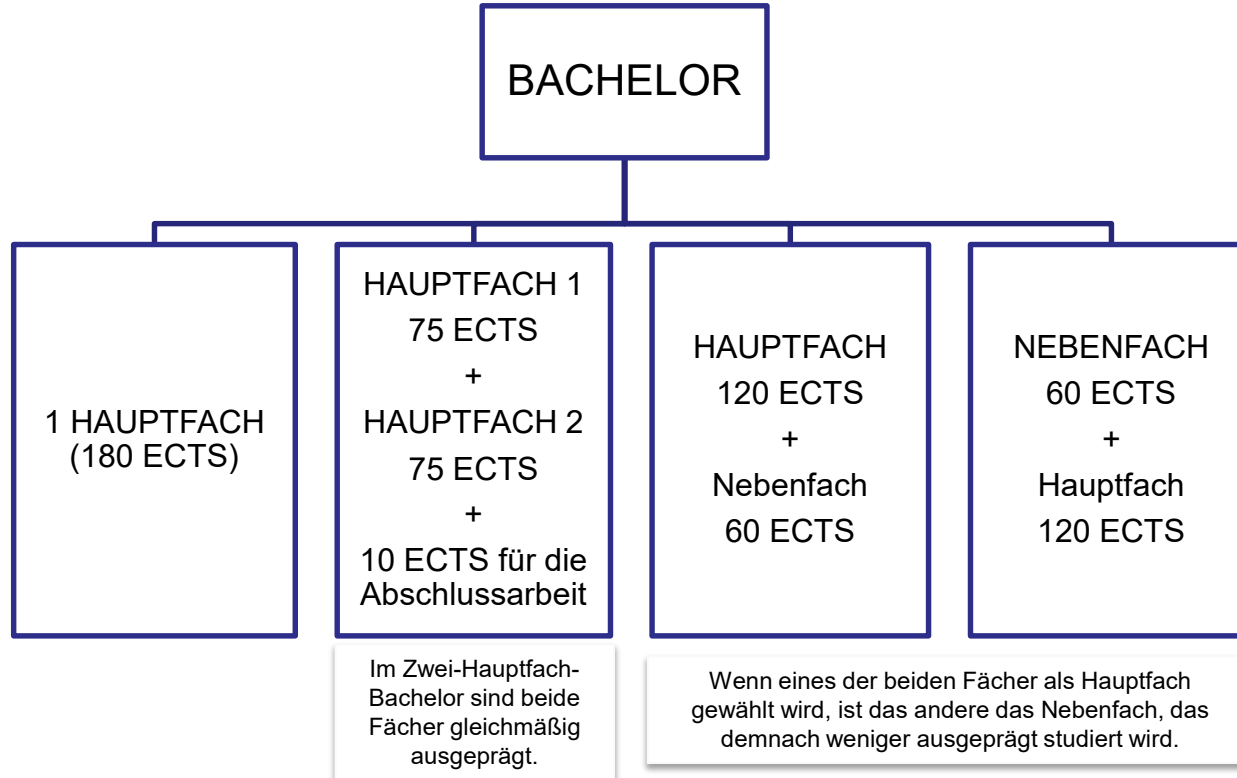 BACHELOR
1 HAUPTFACH
(180 ECTS)
HAUPTFACH 1
75 ECTS
+
HAUPTFACH 2
75 ECTS
+
10 ECTS für die
Abschlussarbeit
HAUPTFACH
120 ECTS
+
Nebenfach
60 ECTS
NEBENFACH
60 ECTS
+
Hauptfach
120 ECTS
Im Zwei-Hauptfach-
Bachelor sind beide
Fächer gleichmäßig
ausgeprägt.
Wenn eines der beiden Fächer als Hauptfach
gewählt wird, ist das andere das Nebenfach, das
demnach weniger ausgeprägt studiert wird.